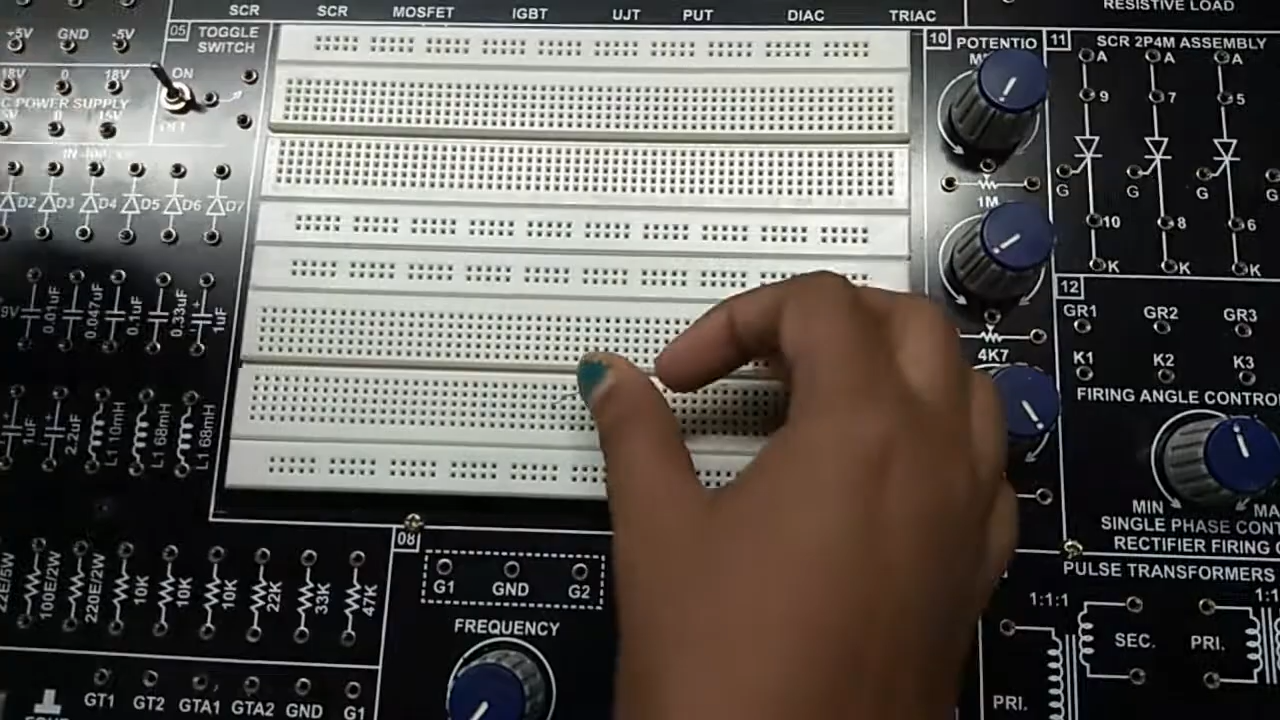 SCR SCR MOSFET IGBT UJT PUT DIAC TRIAC
RESISTIVE LOAD
+5V GND -5V
05 TOGGLE SWITCH
ON
18V 0 18V
C POWER SUPPLY
0 15V
D2 D3 D4 D5 D6 D7
0.01uF 0.047uF 0.1uF 0.33uF 1uF
1uF 2.2uF L1 10mH L1 68mH L1 68mH
22E/5W 100E/2W 220E/2W 10K 10K 10K 22K 33K 47K
GT1 GT2 GTA1 GTA2 GND G1
08
G1 GND G2
FREQUENCY
10 POTENTIO
1M
4K7
11 SCR 2P4M ASSEMBLY
A A A
9 7 5
G G G G
10 8 6
K K K
12
GR1 GR2 GR3
K1 K2 K3
FIRING ANGLE CONTRO
MIN MA
SINGLE PHASE CONT
RECTIFIER FIRING
PULSE TRANSFORMERS
1:1:1 1:1
SEC. PRI.
PRI.